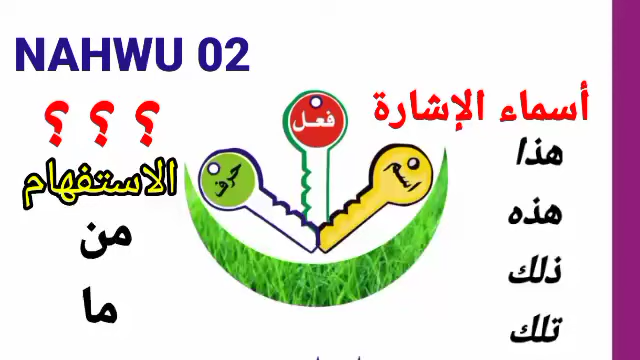 NAHWU 02
؟ ؟ ؟
الاستفهام
من
ما
حرف
فعل
اسم
أسماء الإشارة
هذا
هذه
ذلك
تلك